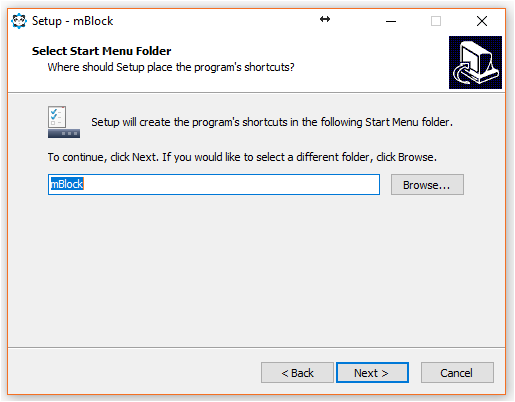 Setup - mBlock
Select Start Menu Folder
Where should Setup place the program's shortcuts?
Setup will create the program's shortcuts in the following Start Menu folder.
To continue, click Next. If you would like to select a different folder, click Browse.
mBlock
Browse...
< Back
Next >
Cancel